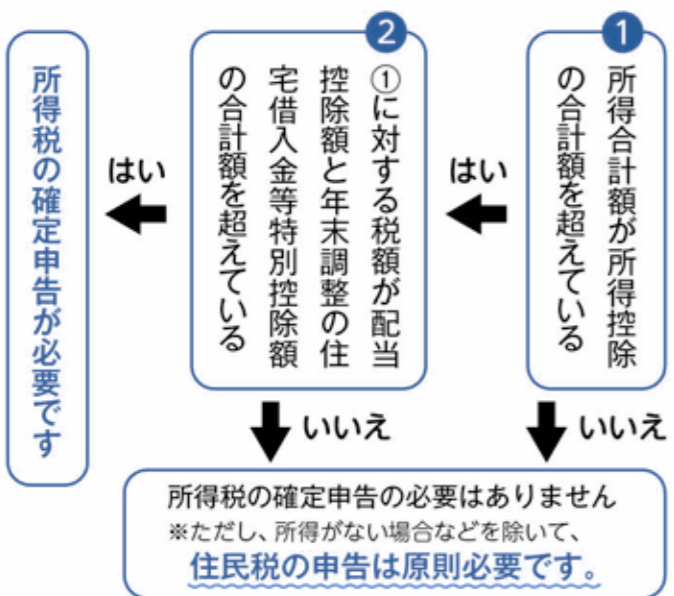 1
所得合計額が所得控除
の合計額を超えている
はい
いいえ
2
①に対する税額が配当
控除額と年末調整の住
宅借入金等特別控除額
の合計額を超えている
はい
いいえ
所得税の確定申告が必要です
所得税の確定申告の必要はありません
※ただし、所得がない場合などを除いて、
住民税の申告は原則必要です。